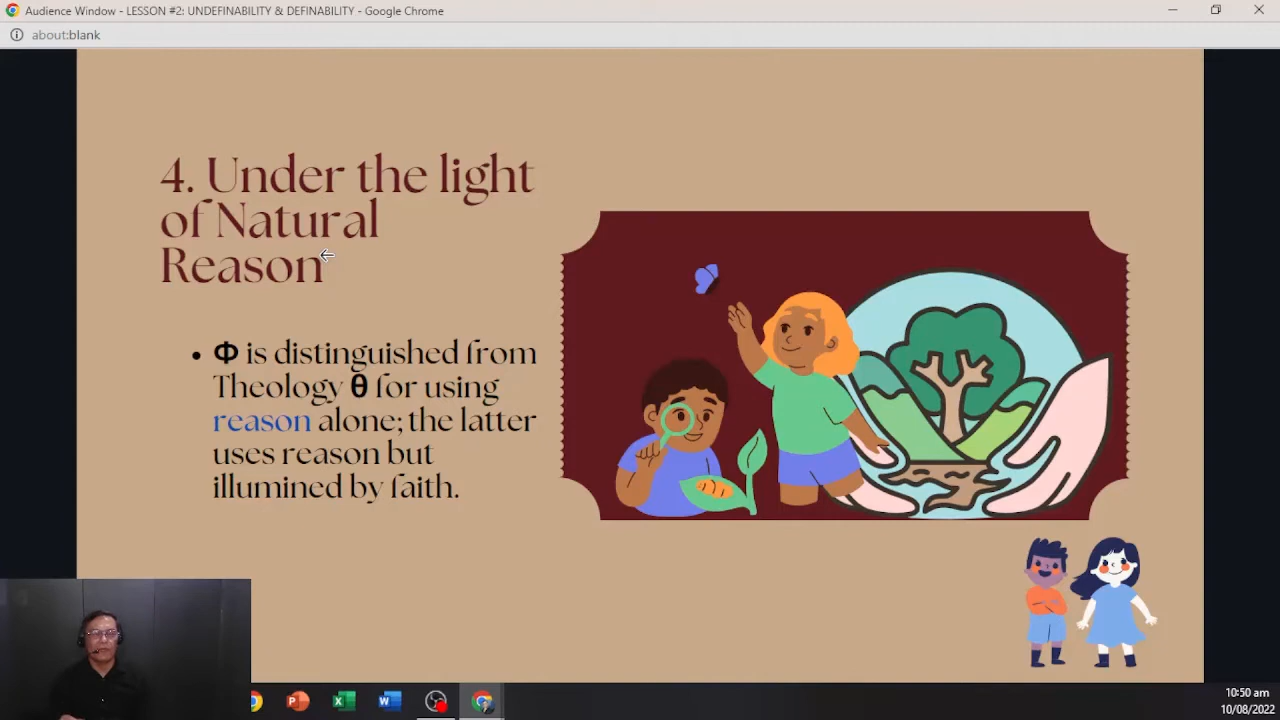 Audience Window - LESSON #2: UNDEFINABILITY & DEFINABILITY - Google Chrome
about:blank
4. Under the light
of Natural
Reason
• Φ is distinguished from
Theology θ for using
reason alone; the latter
uses reason but
illumined by faith.
P
X
W
10:50 am
10/08/2022